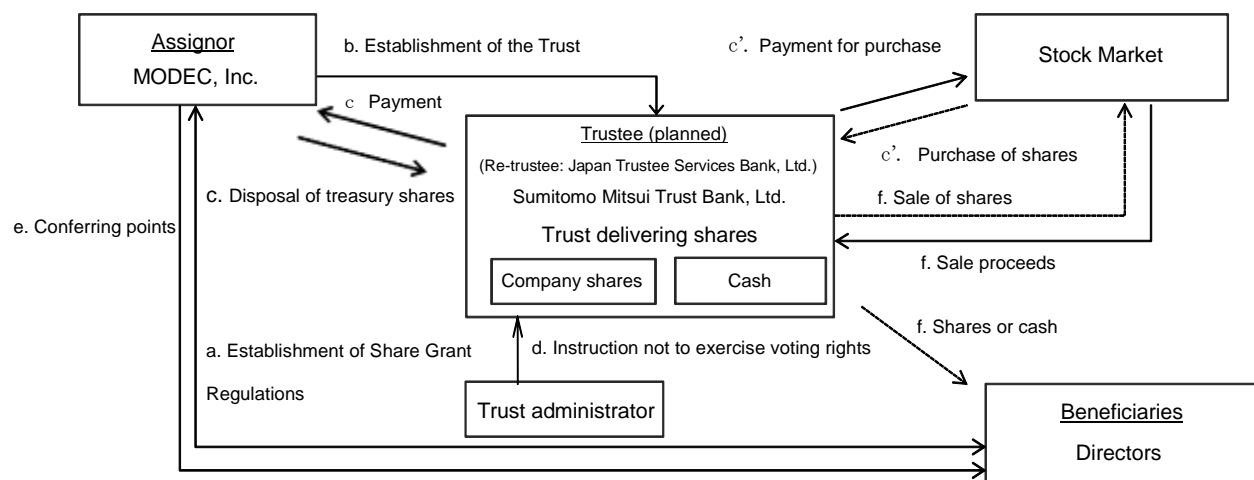 Assignor
MODEC, Inc.
b. Establishment of the Trust
c’. Payment for purchase
Stock Market
c Payment
Trustee (planned)
(Re-trustee: Japan Trustee Services Bank, Ltd.)
Sumitomo Mitsui Trust Bank, Ltd.
Trust delivering shares
Company shares
Cash
c’. Purchase of shares
c. Disposal of treasury shares
f. Sale of shares
e. Conferring points
f. Sale proceeds
f. Shares or cash
a. Establishment of Share Grant
Regulations
d. Instruction not to exercise voting rights
Trust administrator
Beneficiaries
Directors